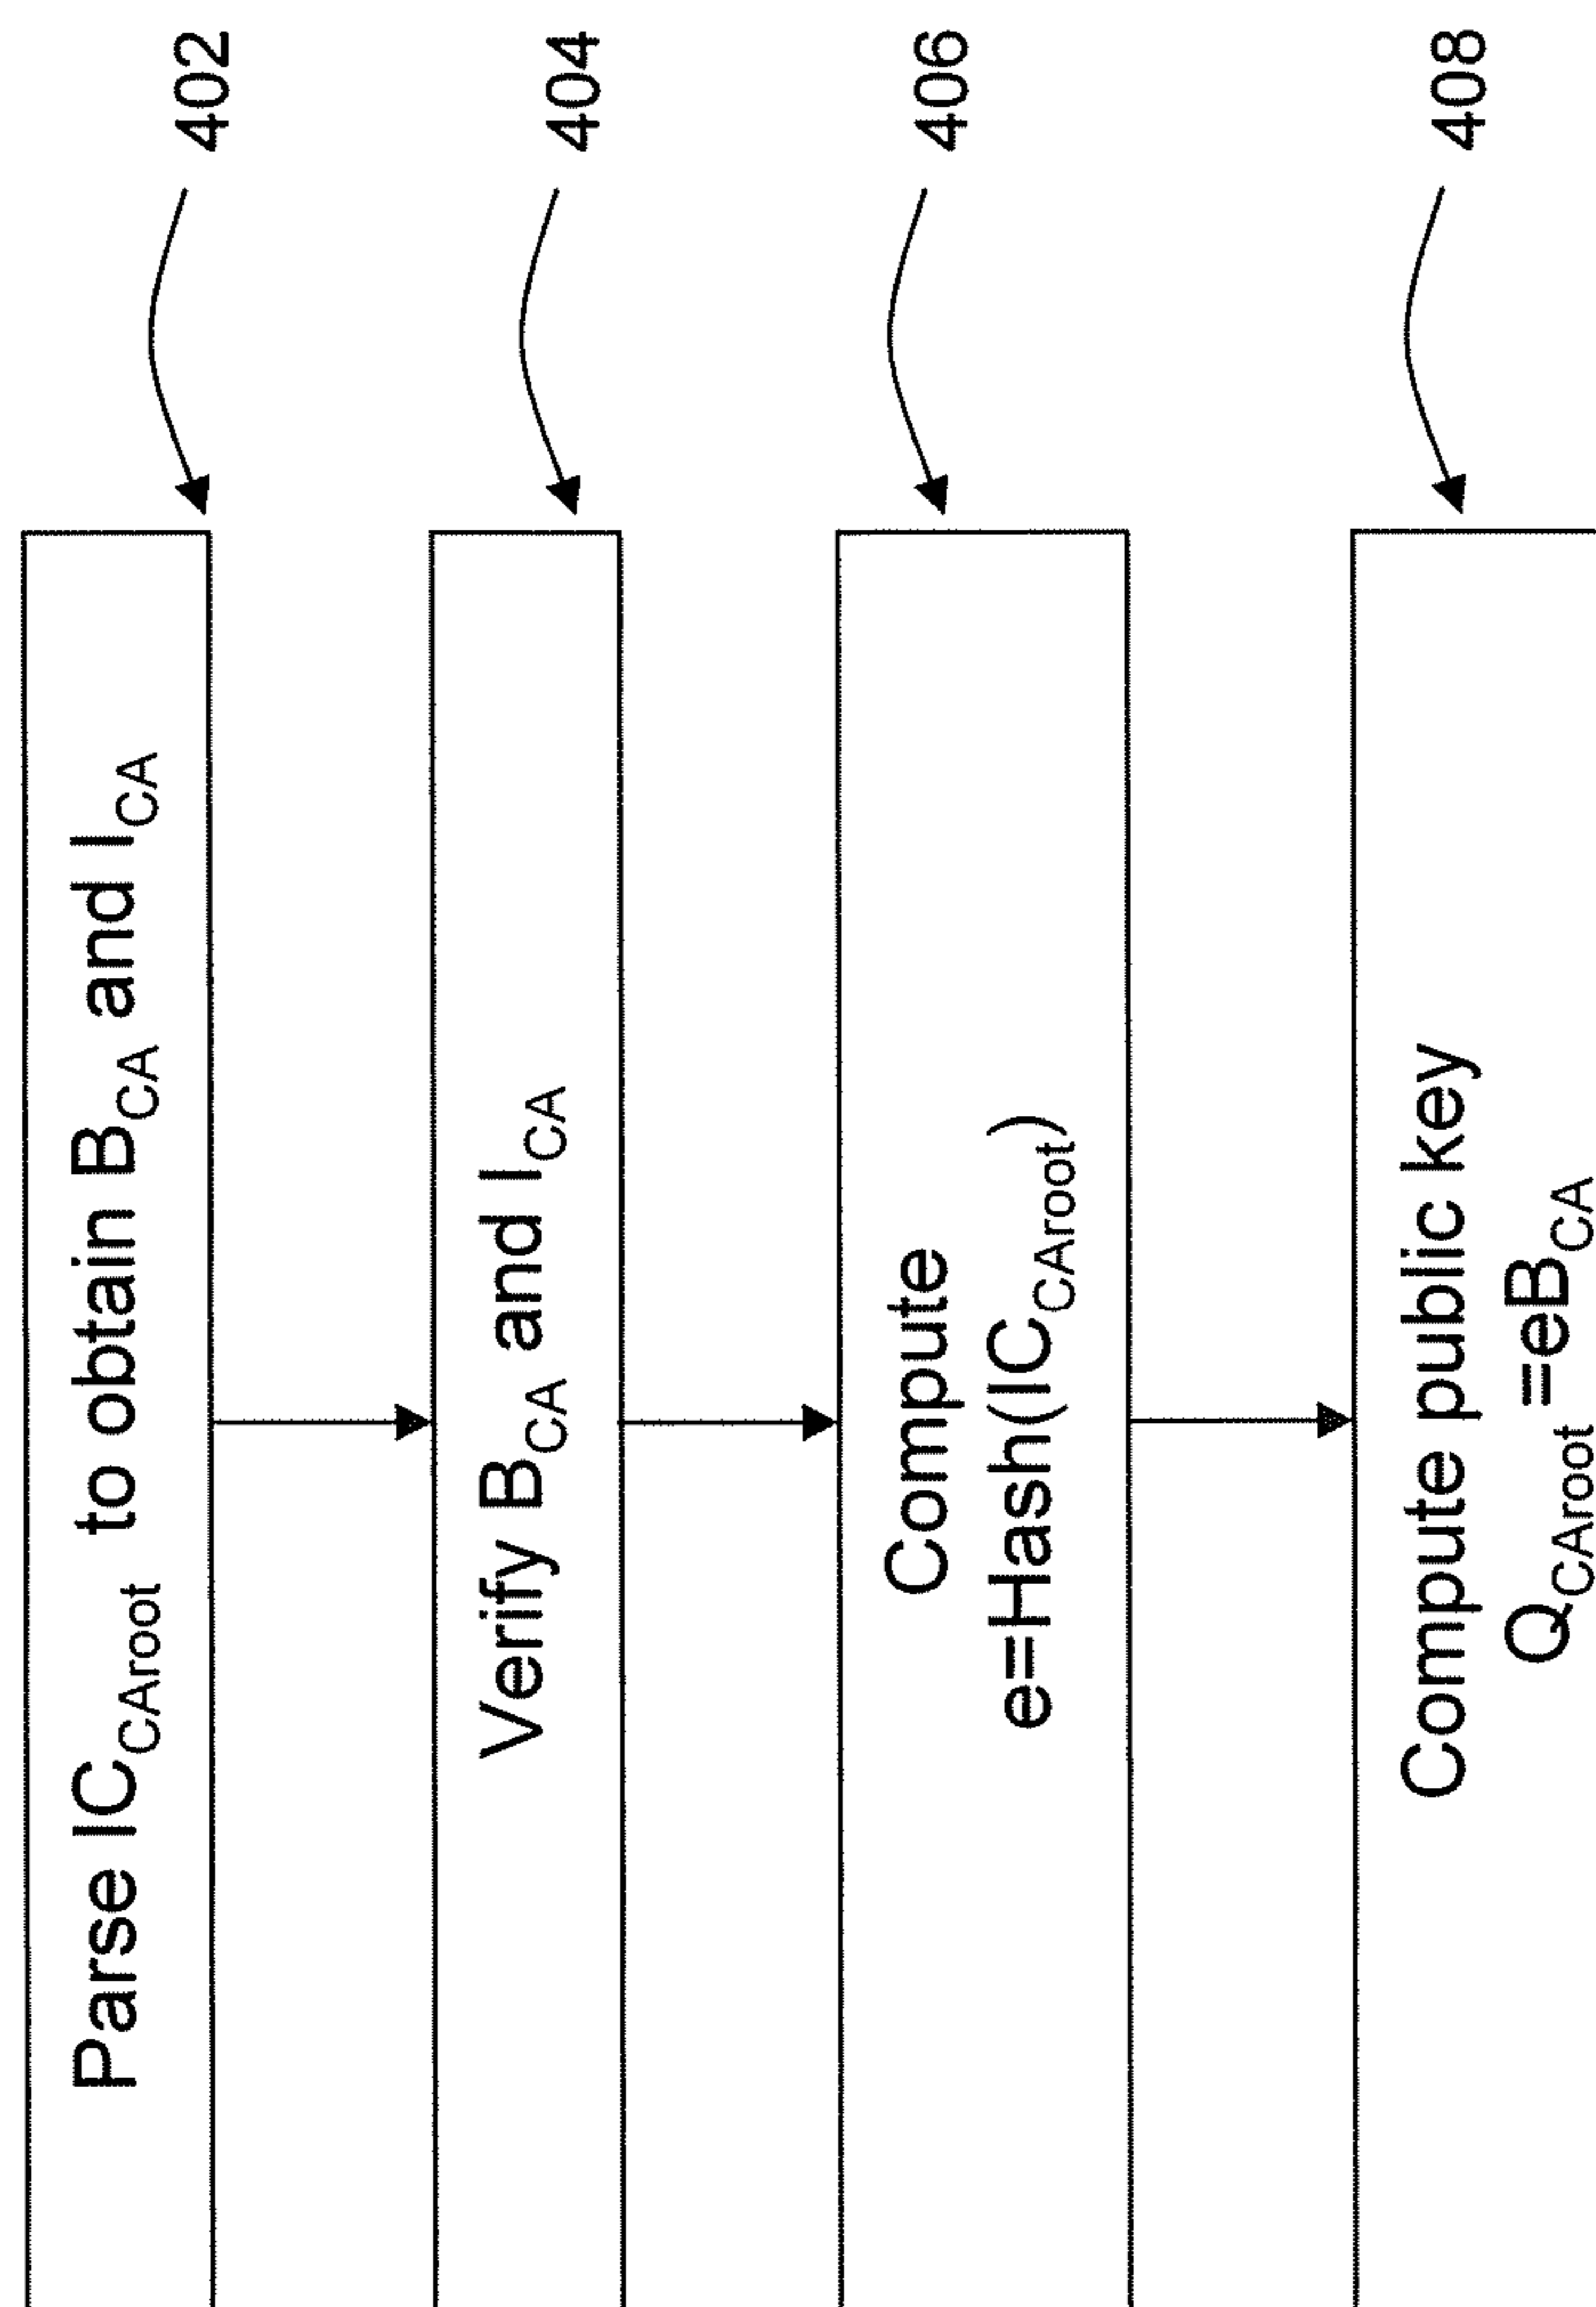 Parse IC_CAroot to obtain B_CA and I_CA
402
Verify B_CA and I_CA
404
Compute
e=Hash(IC_CAroot)
406
Compute public key
Q_CAroot =eB_CA
408